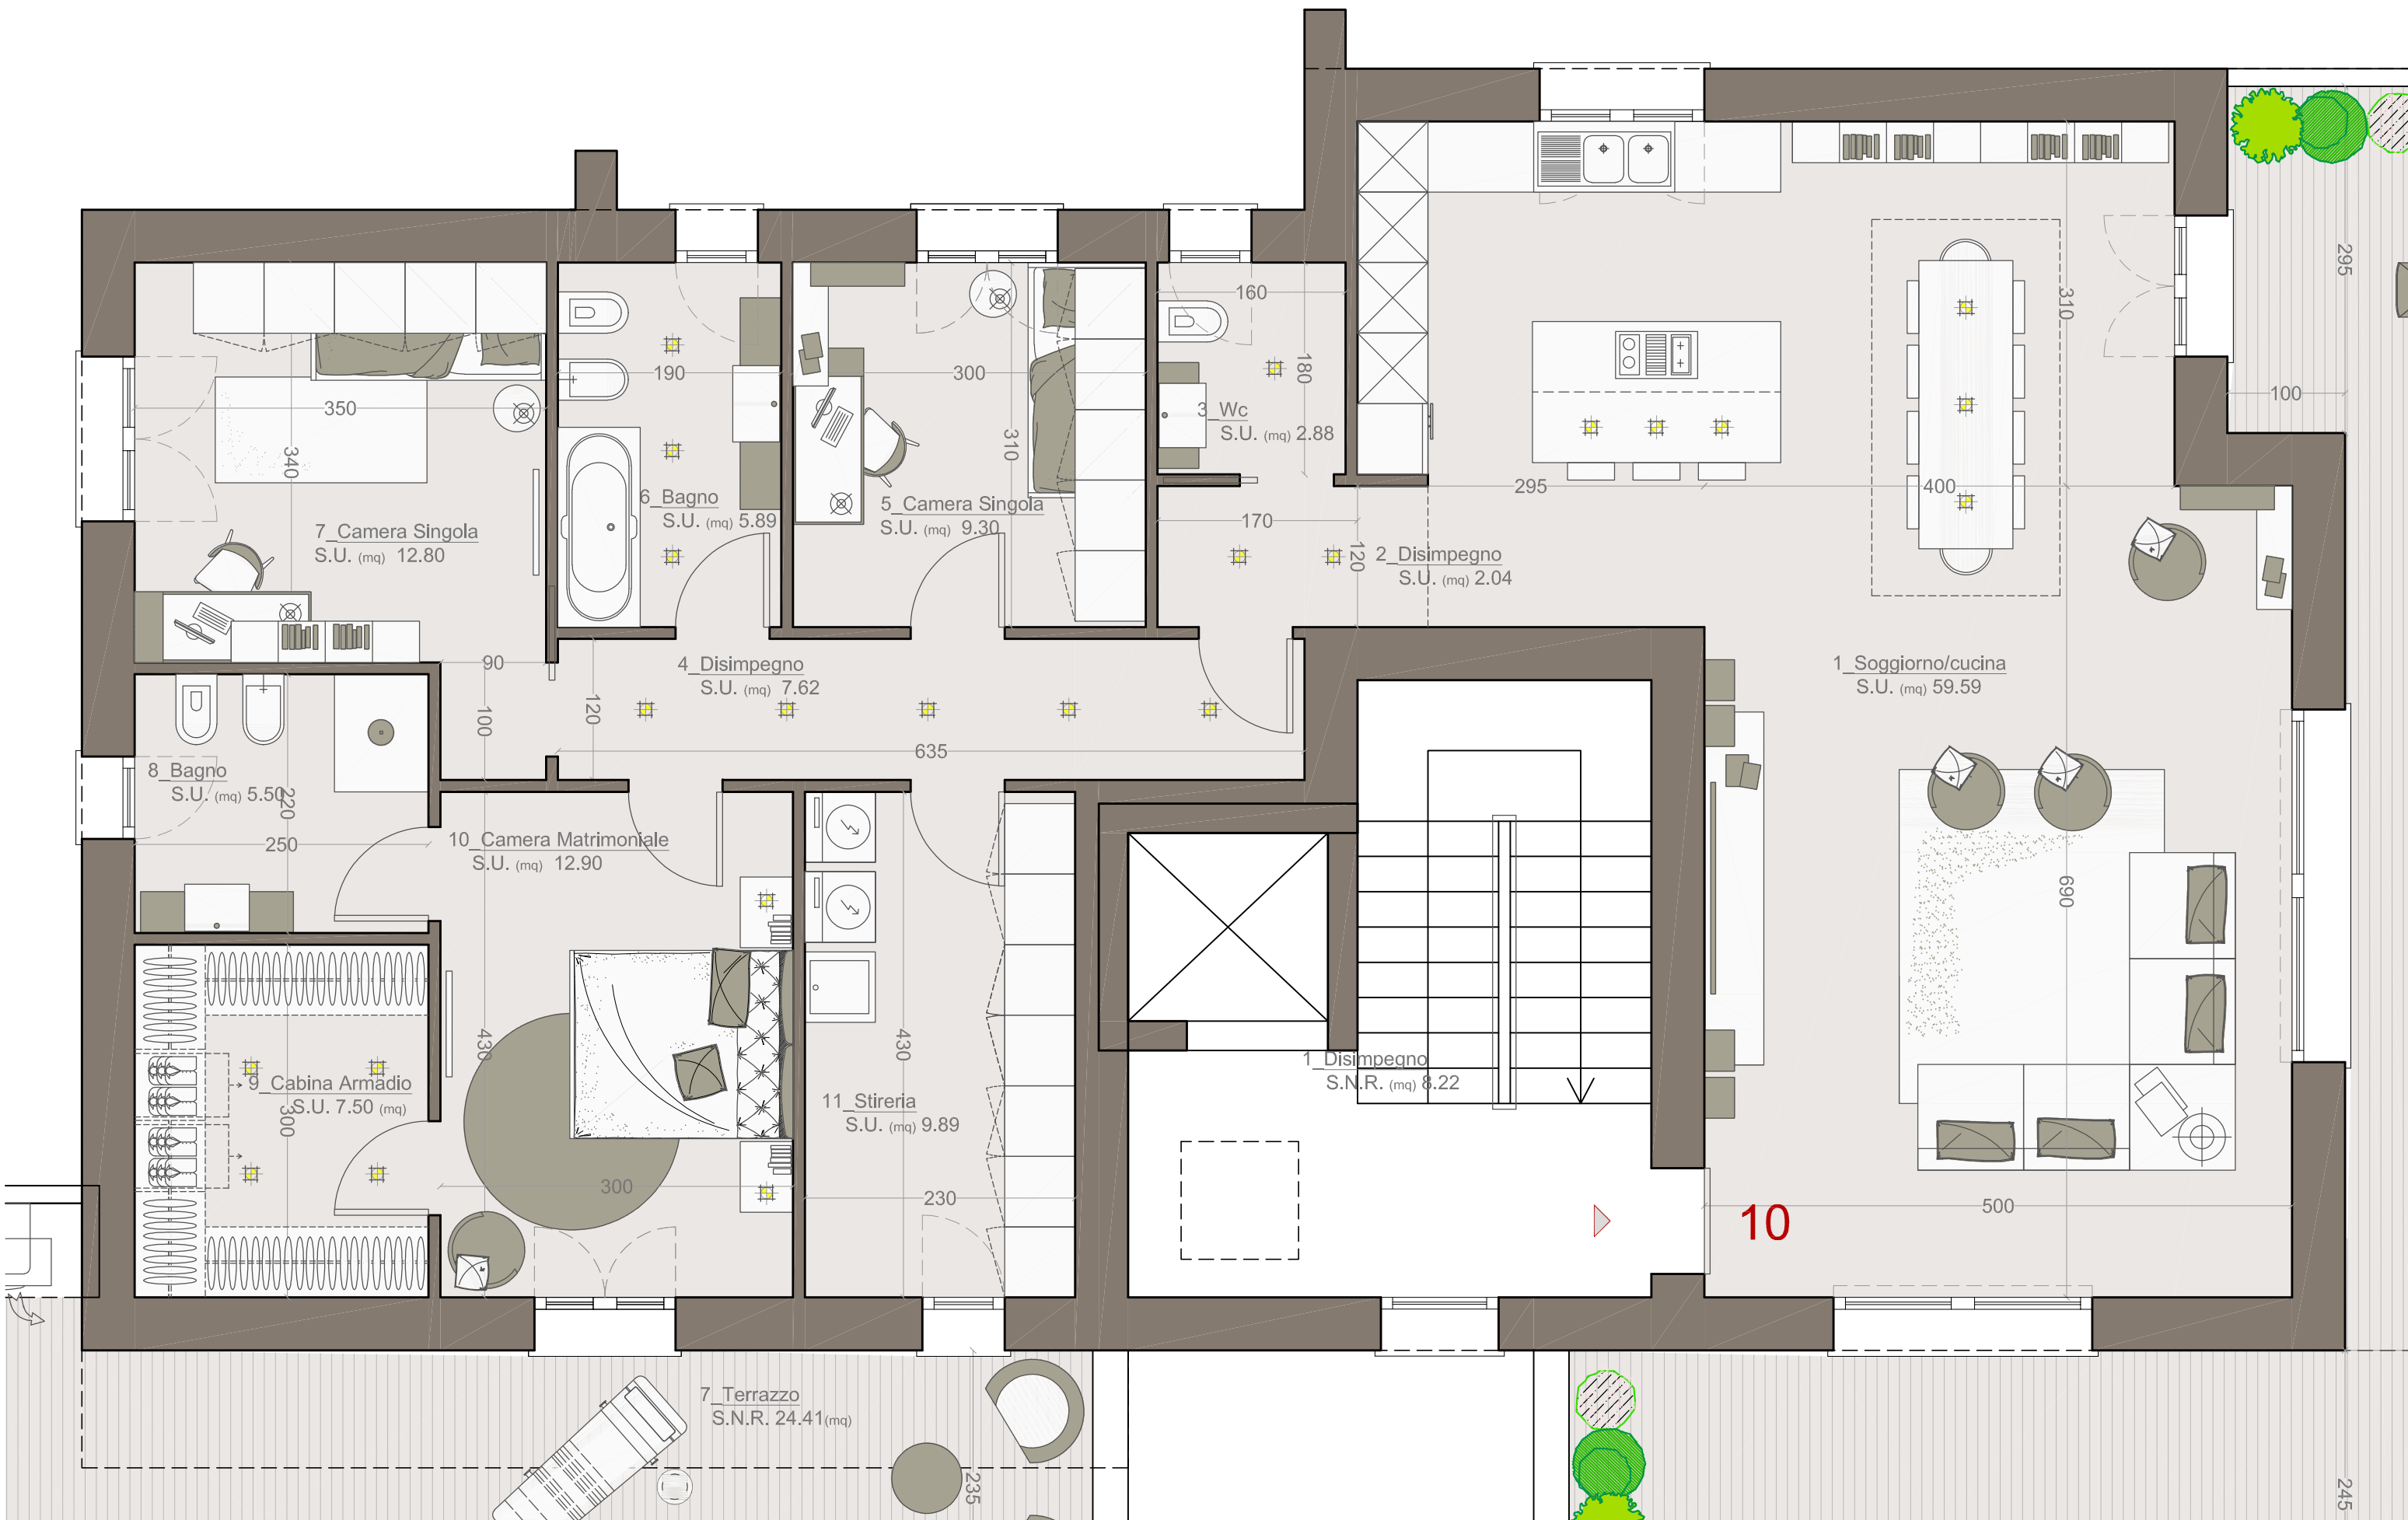 295
160
310
180
190
300
100
350
3_Wc
S.U. (mq) 2.88
340
310
295
400
6_Bagno
S.U. (mq) 5.89
5_Camera Singola
S.U. (mq) 9.30
170
7_Camera Singola
S.U. (mq) 12.80
120
2_Disimpegno
S.U. (mq) 2.04
90
4_Disimpegno
S.U. (mq) 7.62
1_Soggiorno/cucina
S.U. (mq) 59.59
100
120
635
8_Bagno
S.U. (mq) 5.50
220
250
10_Camera Matrimoniale
S.U. (mq) 12.90
690
430
430
1_Disimpegno
S.N.R. (mq) 8.22
9_Cabina Armadio
S.U. 7.50 (mq)
300
11_Stireria
S.U. (mq) 9.89
300
230
10
500
7_Terrazzo
S.N.R. 24.41(mq)
235
245